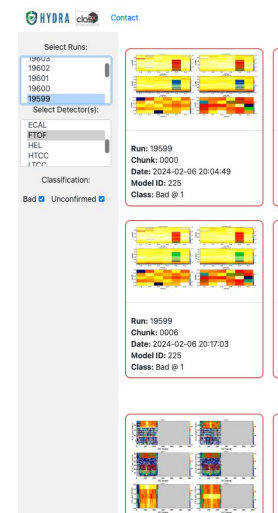 HYDRA clas Contact
Select Runs:
19603
19602
19601
19600
19599
Select Detector(s):
ECAL
FTOF
HEL
HTCC
LTCC
Classification:
Bad Unconfirmed
Run: 19599
Chunk: 0000
Date: 2024-02-06 20:04:49
Model ID: 225
Class: Bad @ 1
Run: 19599
Chunk: 0006
Date: 2024-02-06 20:17:03
Model ID: 225
Class: Bad @ 1